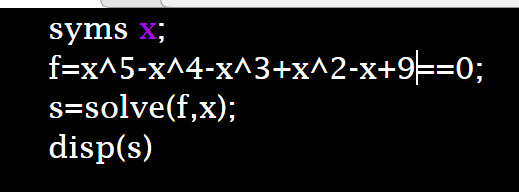 syms x;
f=x^5-x^4-x^3+x^2-x+9==0;
s=solve(f,x);
disp(s)